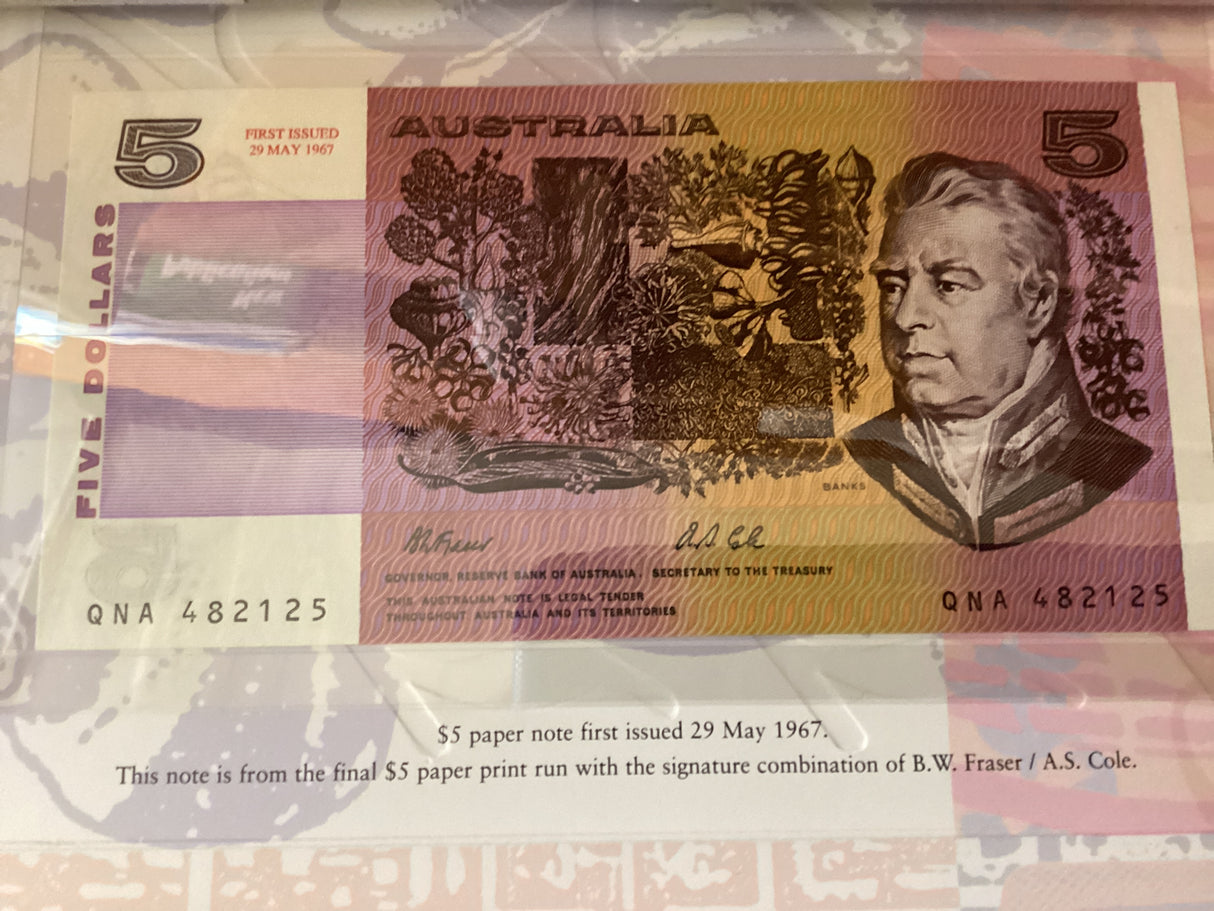 5
FIRST ISSUED
29 MAY 1967
FIVE DOLLARS
AUSTRALIA
5
BANKS
GOVERNOR, RESERVE BANK OF AUSTRALIA. SECRETARY TO THE TREASURY
THIS AUSTRALIAN NOTE IS LEGAL TENDER
THROUGHOUT AUSTRALIA AND ITS TERRITORIES
QNA 482125
QNA 482125
$5 paper note first issued 29 May 1967.
This note is from the final $5 paper print run with the signature combination of B.W. Fraser / A.S. Cole.